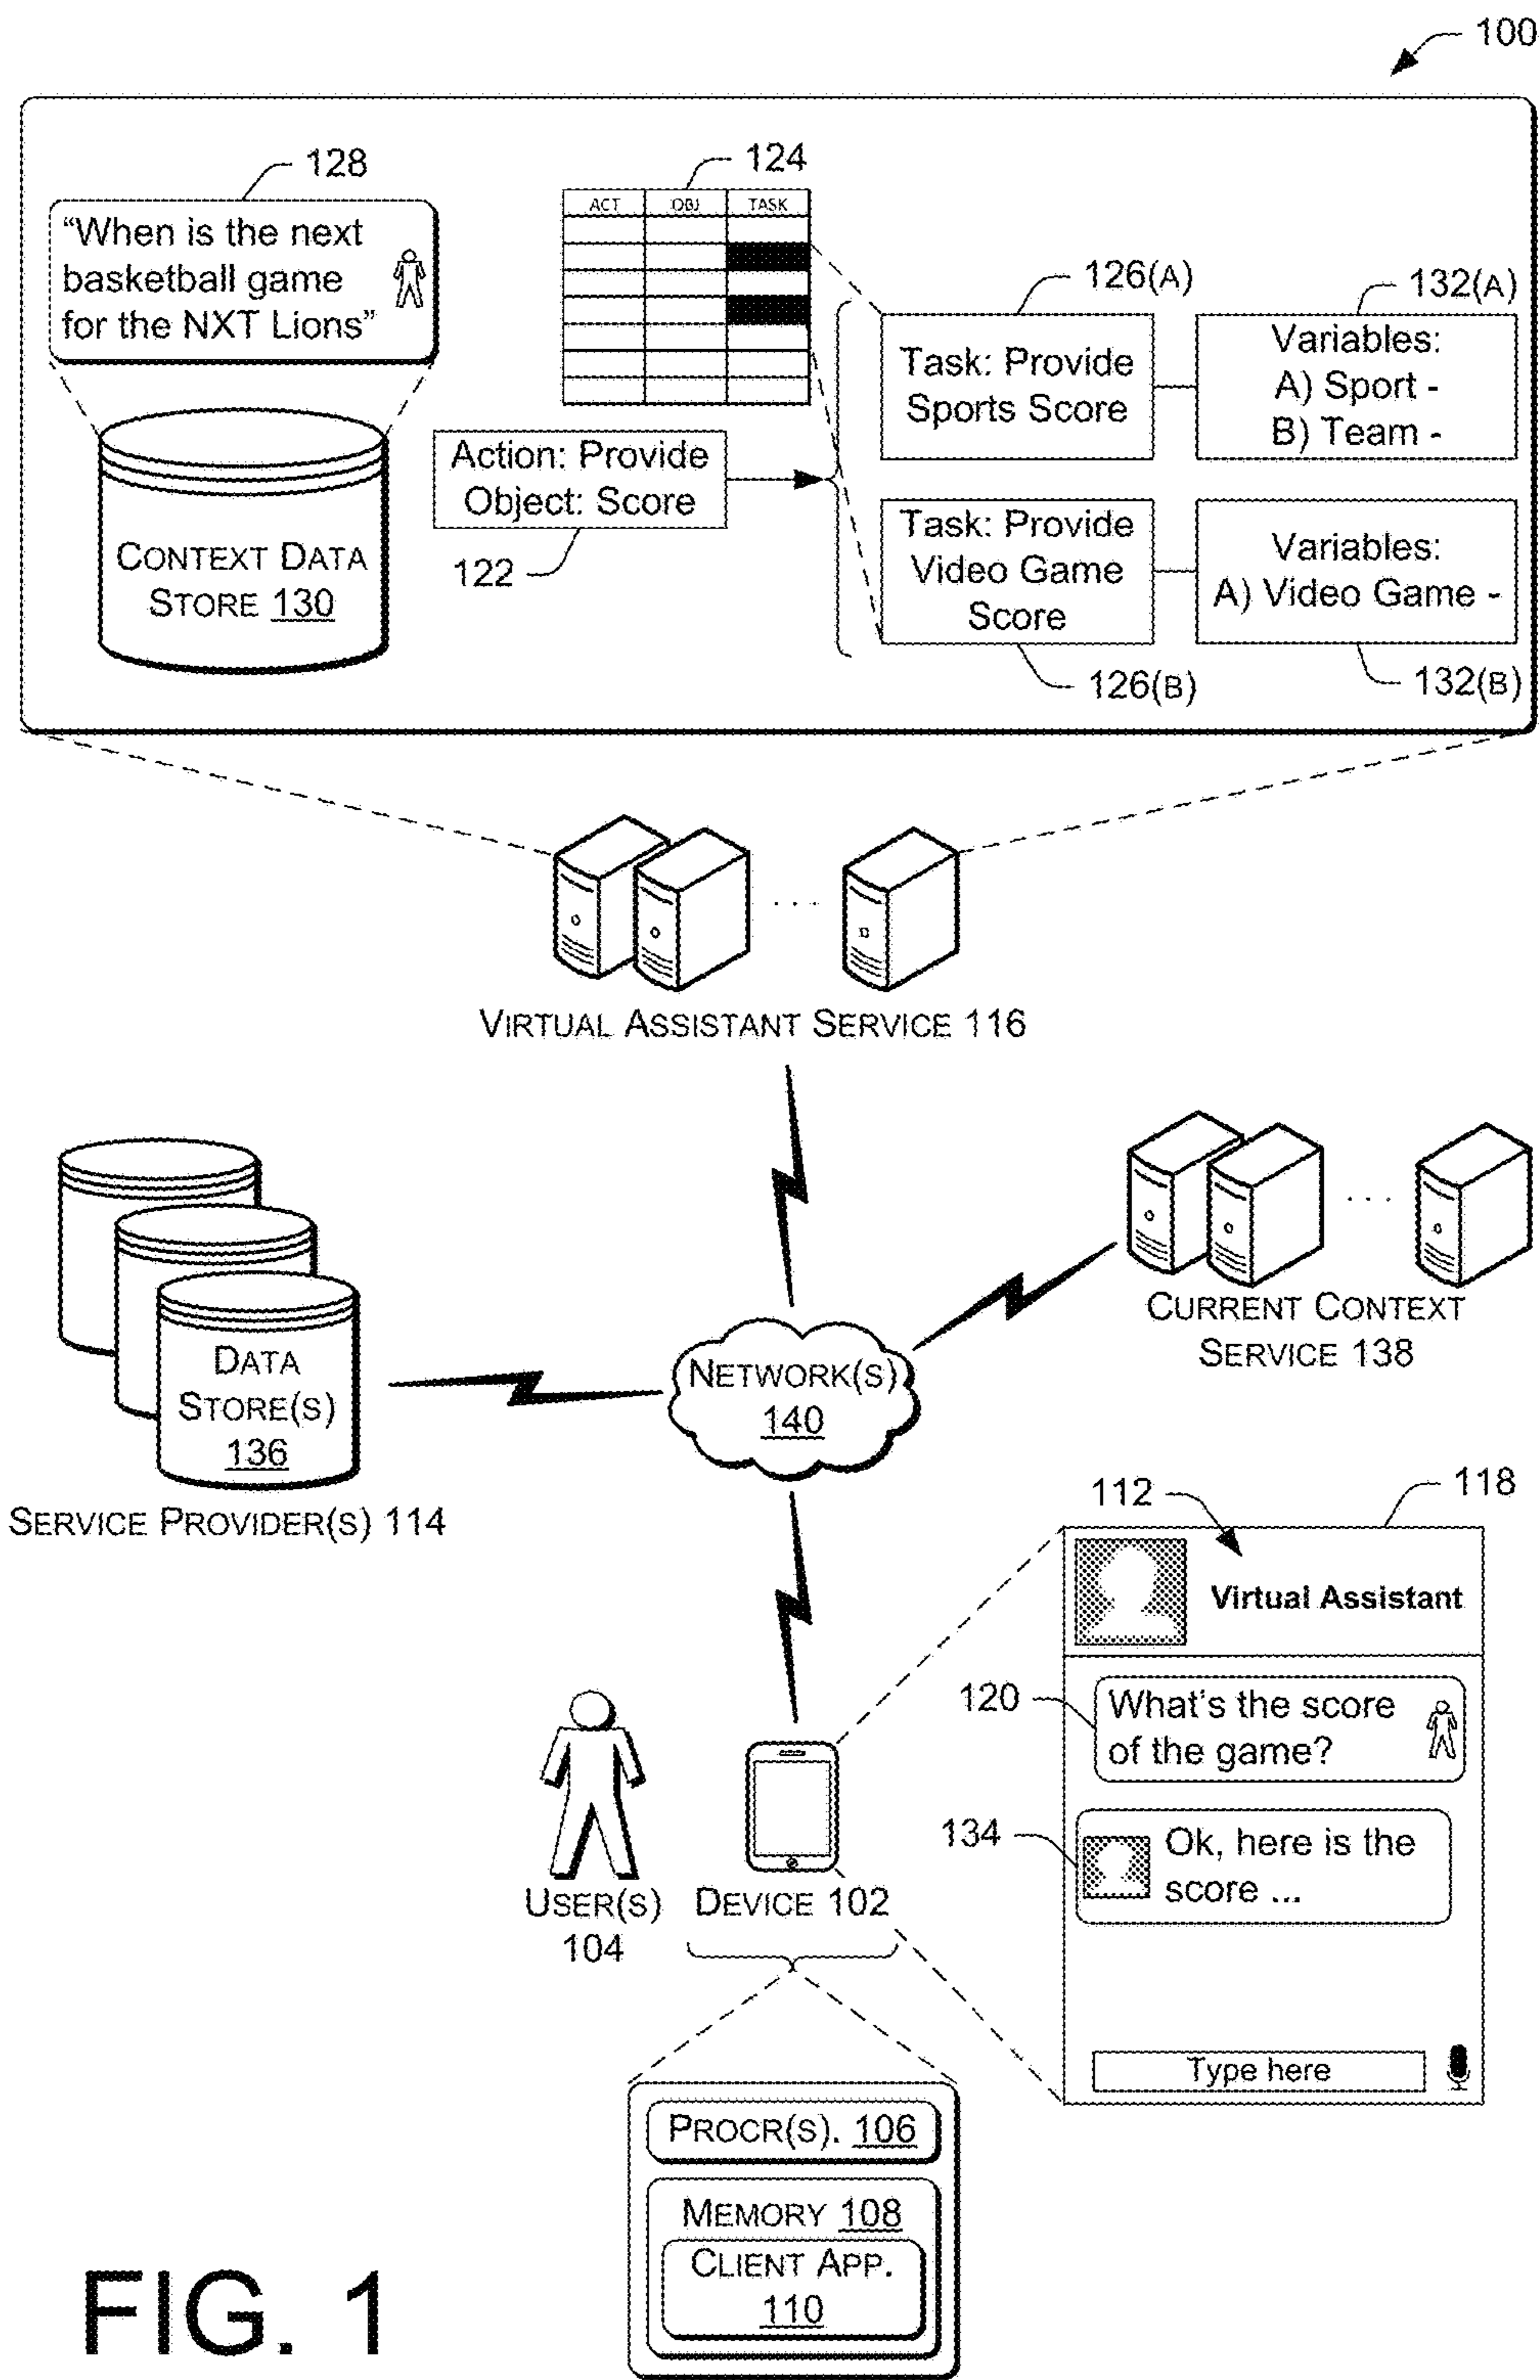 100
128
124
"When is the next
basketball game
for the NXT Lions"
ACT OBJ TASK
126(A)
132(A)
Task: Provide
Sports Score
Variables:
A) Sport -
B) Team -
Action: Provide
Object: Score
122
CONTEXT DATA
STORE 130
Task: Provide
Video Game
Score
Variables:
A) Video Game -
126(B)
132(B)
VIRTUAL ASSISTANT SERVICE 116
CURRENT CONTEXT
SERVICE 138
DATA
STORE(S)
136
SERVICE PROVIDER(S) 114
NETWORK(S)
140
112
118
Virtual Assistant
120
What's the score
of the game?
134
Ok, here is the
score ...
Type here
USER(S)
104
DEVICE 102
PROCR(S). 106
MEMORY 108
CLIENT APP.
110
FIG. 1